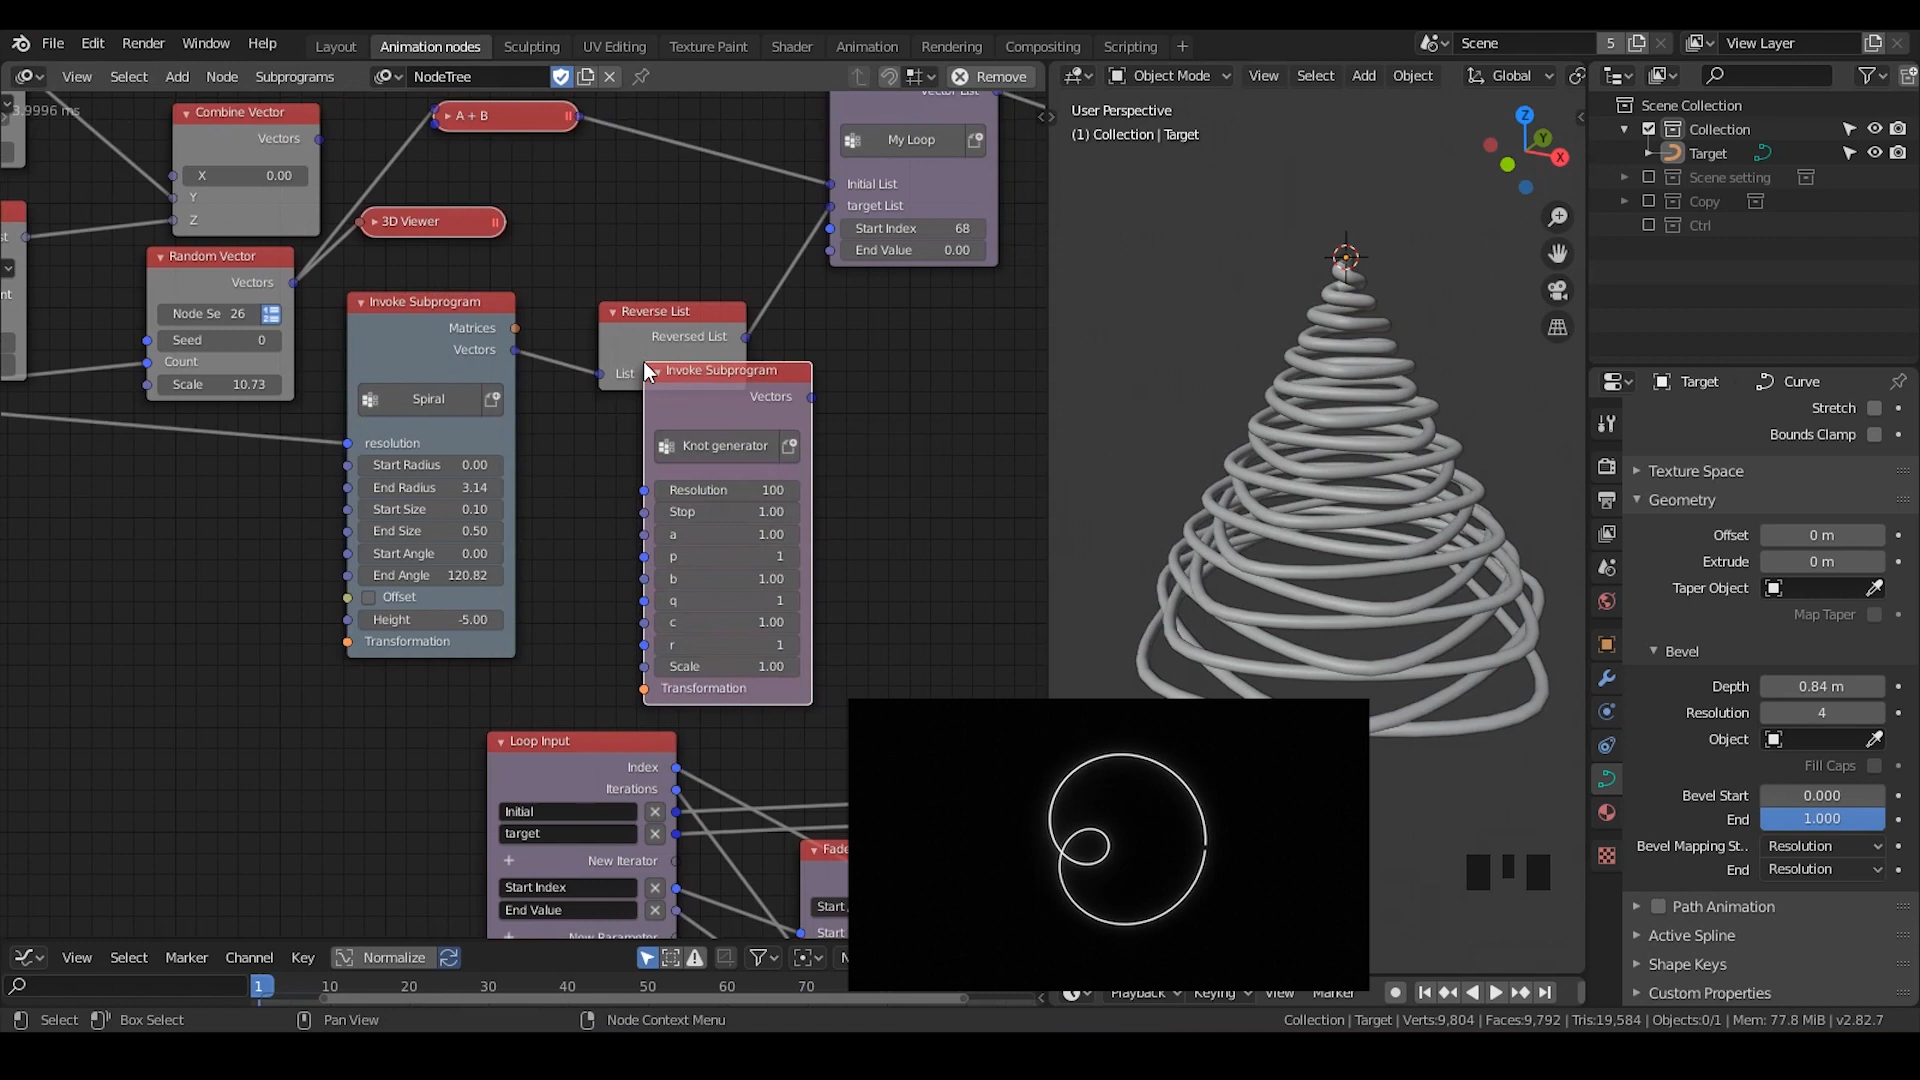 File Edit Render Window Help Layout Animation nodes Sculpting UV Editing Texture Paint Shader Animation Rendering Compositing Scripting + Scene 5 View Layer
View Select Add Node Subprograms NodeTree Remove
Object Mode View Select Add Object Global
3.9996 ms
Combine Vector
Vectors
X 0.00
Y
Z
A + B
3D Viewer
Random Vector
Vectors
Node Se 26
Seed 0
Count
Scale 10.73
Invoke Subprogram
Matrices
Vectors
Spiral
resolution
Start Radius 0.00
End Radius 3.14
Start Size 0.10
End Size 0.50
Start Angle 0.00
End Angle 120.82
Offset
Height -5.00
Transformation
Reverse List
Reversed List
List
Invoke Subprogram
Vectors
Knot generator
Resolution 100
Stop 1.00
a 1.00
p 1
b 1.00
q 1
c 1.00
r 1
Scale 1.00
Transformation
Vector List
My Loop
Initial List
target List
Start Index 68
End Value 0.00
Loop Input
Index
Iterations
Initial
target
New Iterator
Start Index
End Value
New Parameter
Fade
Start
Start
User Perspective
(1) Collection | Target
Z
Y
X
Scene Collection
Collection
Target
Scene setting
Copy
Ctrl
Target Curve
Stretch
Bounds Clamp
Texture Space
Geometry
Offset 0 m
Extrude 0 m
Taper Object
Map Taper
Bevel
Depth 0.84 m
Resolution 4
Object
Fill Caps
Bevel Start 0.000
End 1.000
Bevel Mapping St.. Resolution
End Resolution
Path Animation
Active Spline
Shape Keys
Custom Properties
View Select Marker Channel Key Normalize N
1 10 20 30 40 50 60 70
Playback Keying View Marker
Select Box Select Pan View Node Context Menu
Collection | Target | Verts:9,804 | Faces:9,792 | Tris:19,584 | Objects:0/1 | Mem: 77.8 MiB | v2.82.7